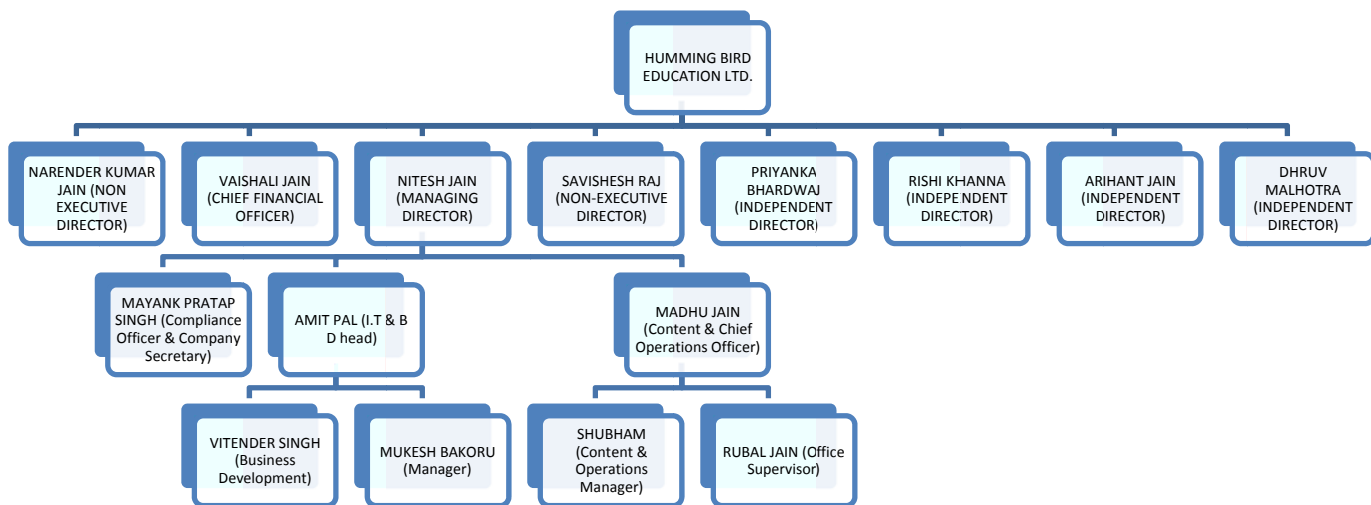 HUMMING BIRD
EDUCATION LTD.
NARENDER KUMAR
JAIN (NON
EXECUTIVE
DIRECTOR)
VAISHALI JAIN
(CHIEF FINANCIAL
OFFICER)
NITESH JAIN
(MANAGING
DIRECTOR)
SAVISHESH RAJ
(NON-EXECUTIVE
DIRECTOR)
PRIYANKA
BHARDWAJ
(INDEPENDENT
DIRECTOR)
RISHI KHANNA
(INDEPENDENT
DIRECTOR)
ARIHANT JAIN
(INDEPENDENT
DIRECTOR)
DHRUV
MALHOTRA
(INDEPENDENT
DIRECTOR)
MAYANK PRATAP
SINGH (Compliance
Officer & Company
Secretary)
AMIT PAL (I.T & B
D head)
MADHU JAIN
(Content & Chief
Operations Officer)
VITENDER SINGH
(Business
Development)
MUKESH BAKORU
(Manager)
SHUBHAM
(Content &
Operations
Manager)
RUBAL JAIN (Office
Supervisor)